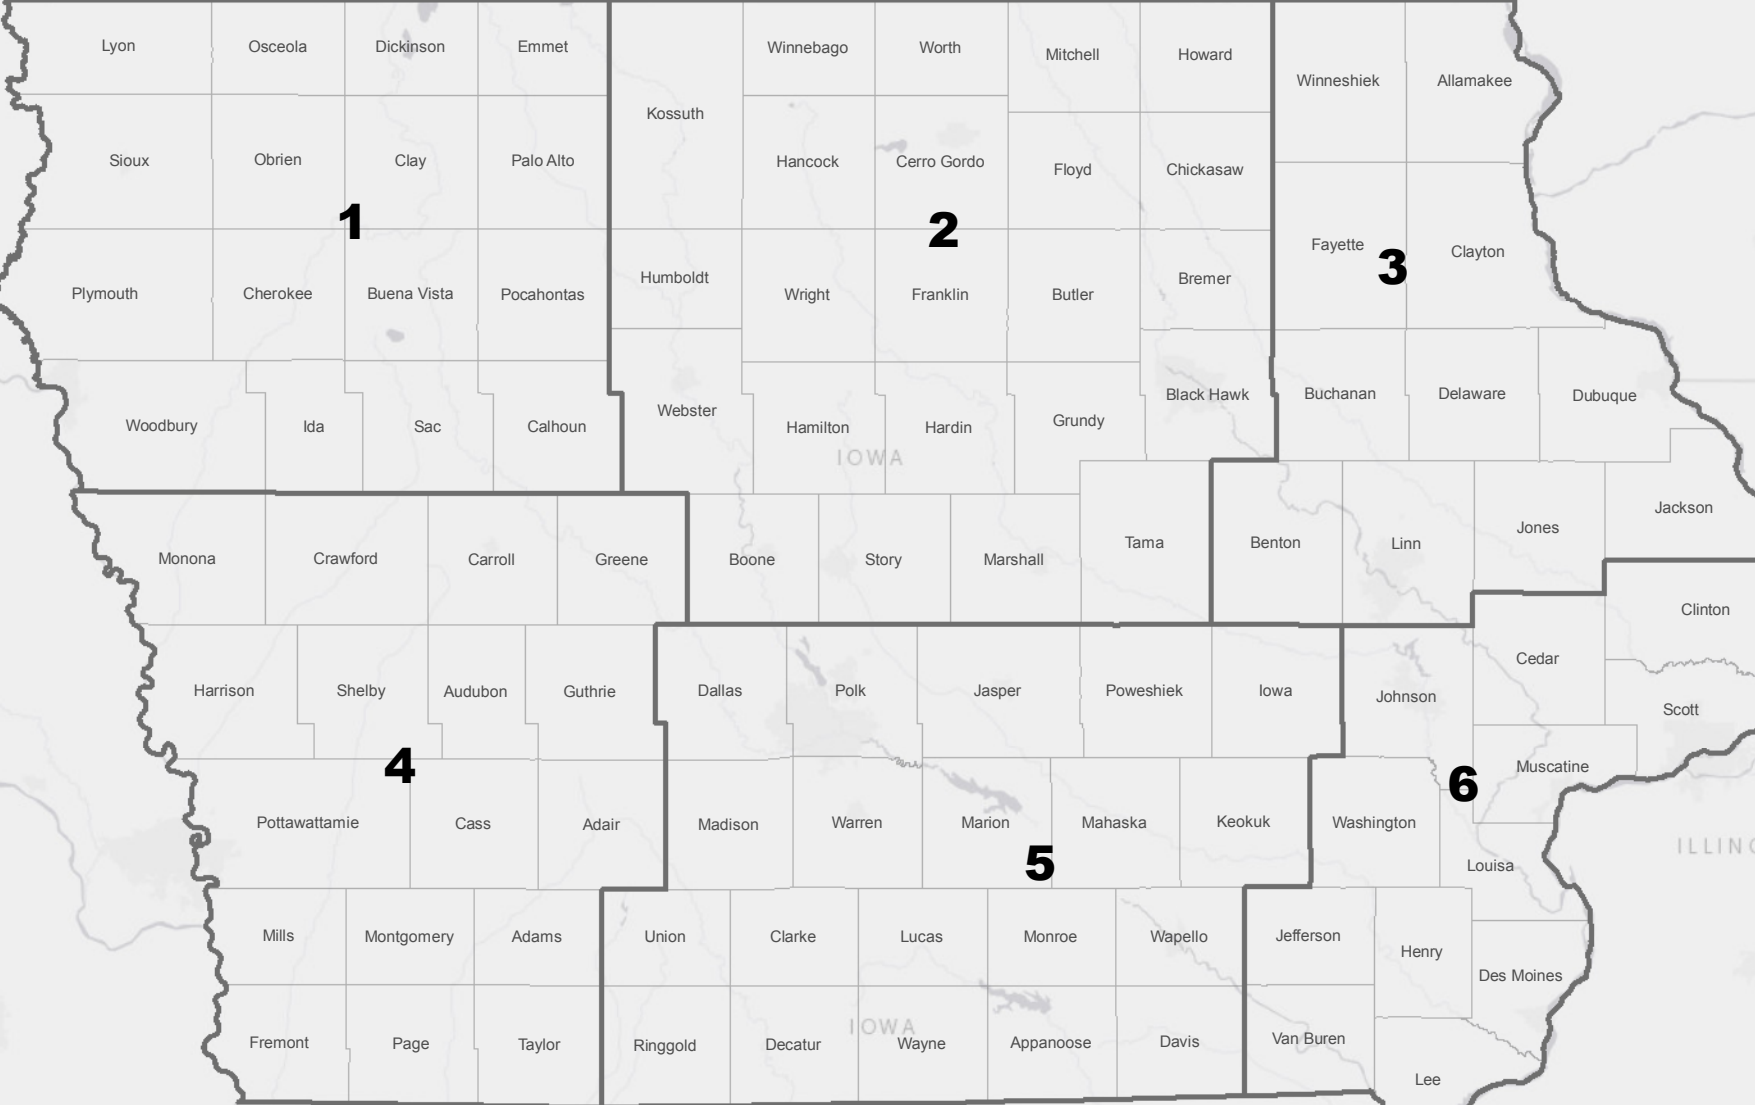 Lyon
Osceola
Dickinson
Emmet
Winnebago
Worth
Mitchell
Howard
Winneshiek
Allamakee
Kossuth
Sioux
Obrien
Clay
Palo Alto
Hancock
Cerro Gordo
Floyd
Chickasaw
1
2
3
Fayette
Clayton
Plymouth
Cherokee
Buena Vista
Pocahontas
Humboldt
Wright
Franklin
Butler
Bremer
Woodbury
Ida
Sac
Calhoun
Webster
Hamilton
Hardin
Grundy
Black Hawk
Buchanan
Delaware
Dubuque
IOWA
Monona
Crawford
Carroll
Greene
Boone
Story
Marshall
Tama
Benton
Linn
Jones
Jackson
Clinton
Harrison
Shelby
Audubon
Guthrie
Dallas
Polk
Jasper
Poweshiek
Iowa
Johnson
Cedar
Scott
4
6
Muscatine
Pottawattamie
Cass
Adair
Madison
Warren
Marion
Mahaska
Keokuk
Washington
5
Louisa
ILLINO
Mills
Montgomery
Adams
Union
Clarke
Lucas
Monroe
Wapello
Jefferson
Henry
Des Moines
IOWA
Fremont
Page
Taylor
Ringgold
Decatur
Wayne
Appanoose
Davis
Van Buren
Lee